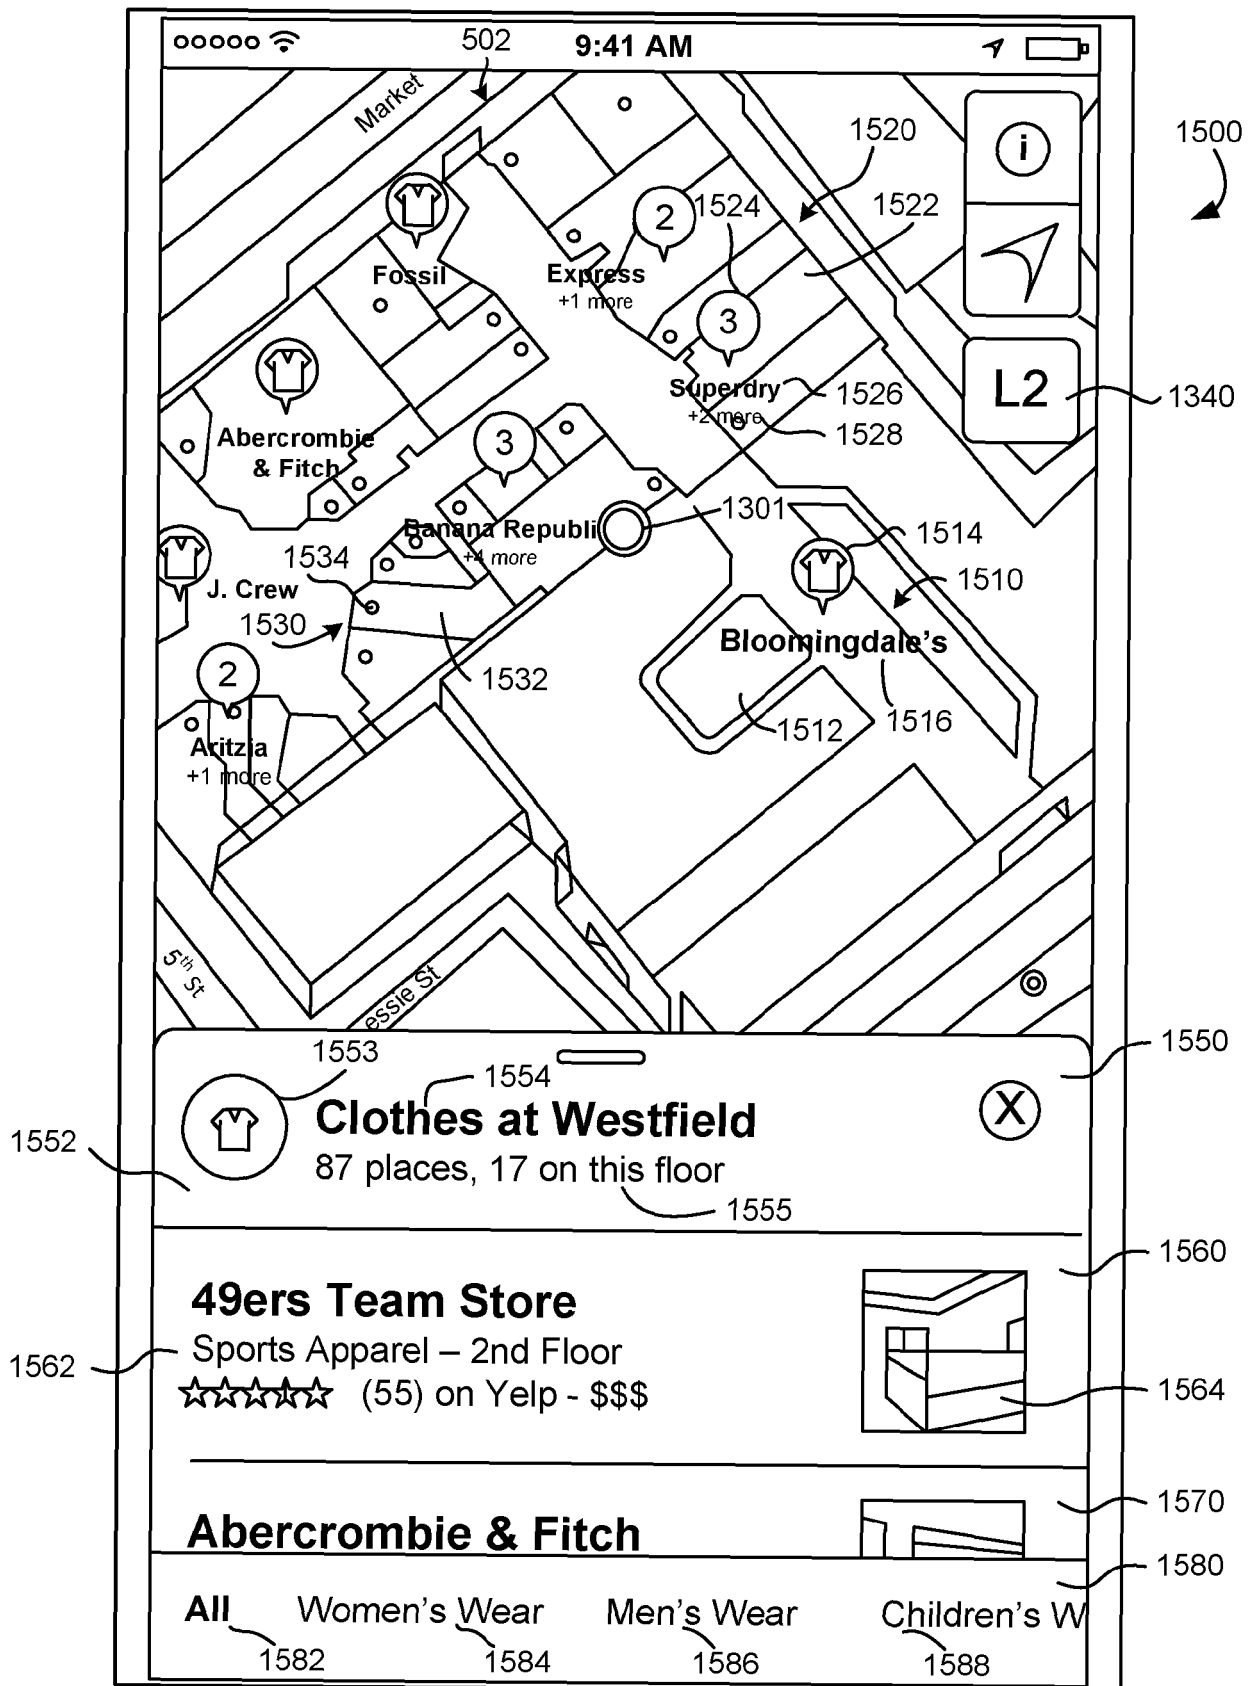 502
9:41 AM
Market
1520
1500
i
2
1524
1522
Fossil
Express
+1 more
3
Superdry
+2 more
1526
1528
L2
1340
Abercrombie
& Fitch
3
Banana Republi
+4 more
1301
1514
1534
J. Crew
1510
1530
Bloomingdale's
2
1532
1516
1512
Aritzia
+1 more
5th St
essie St
1553
1550
1554
Clothes at Westfield
X
1552
87 places, 17 on this floor
1555
1560
49ers Team Store
Sports Apparel – 2nd Floor
1562
(55) on Yelp - $$$
1564
1570
Abercrombie & Fitch
1580
All Women's Wear Men's Wear Children's W
1582 1584 1586 1588